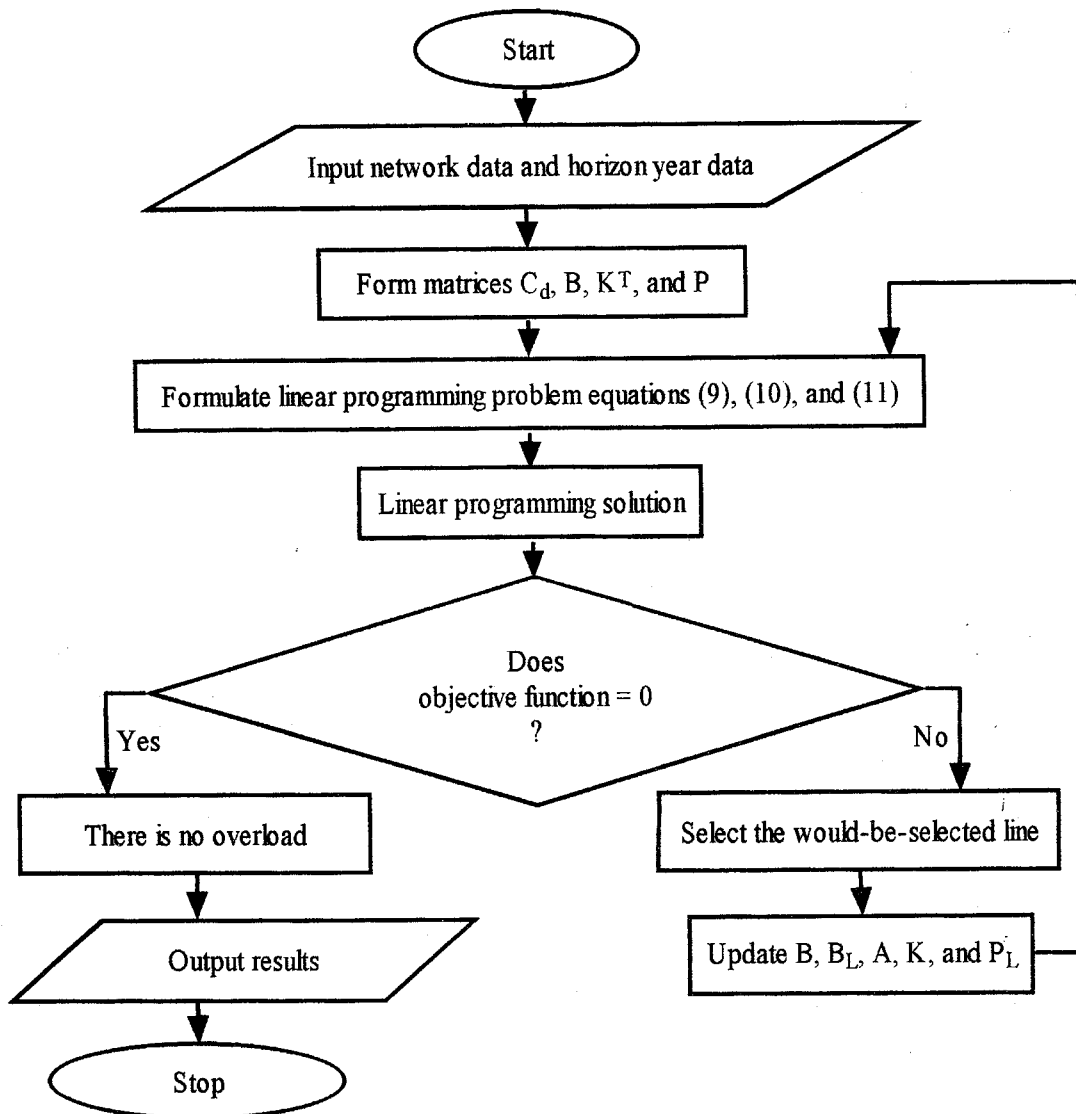 Start
Input network data and horizon year data
Form matrices C_d, B, K^T, and P
Formulate linear programming problem equations (9), (10), and (11)
Linear programming solution
Does
objective function = 0
?
Yes
No
There is no overload
Select the would-be-selected line
Output results
Update B, B_L, A, K, and P_L
Stop